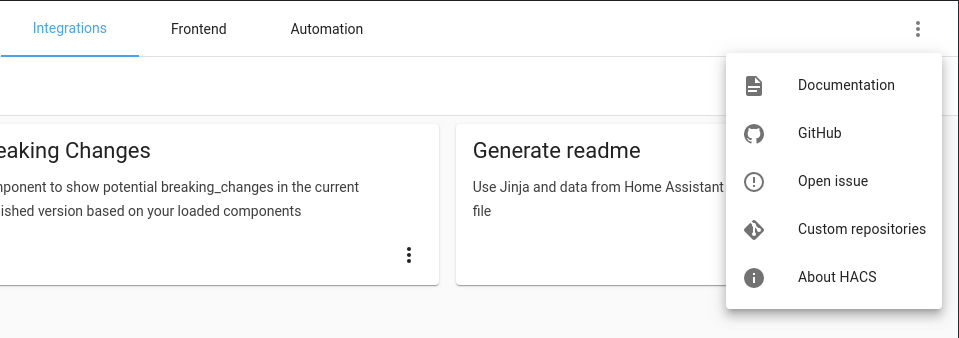 Integrations
Frontend
Automation
Documentation
GitHub
Open issue
Custom repositories
About HACS
eaking Changes
nponent to show potential breaking_changes in the current
ished version based on your loaded components
Generate readme
Use Jinja and data from Home Assistant
file